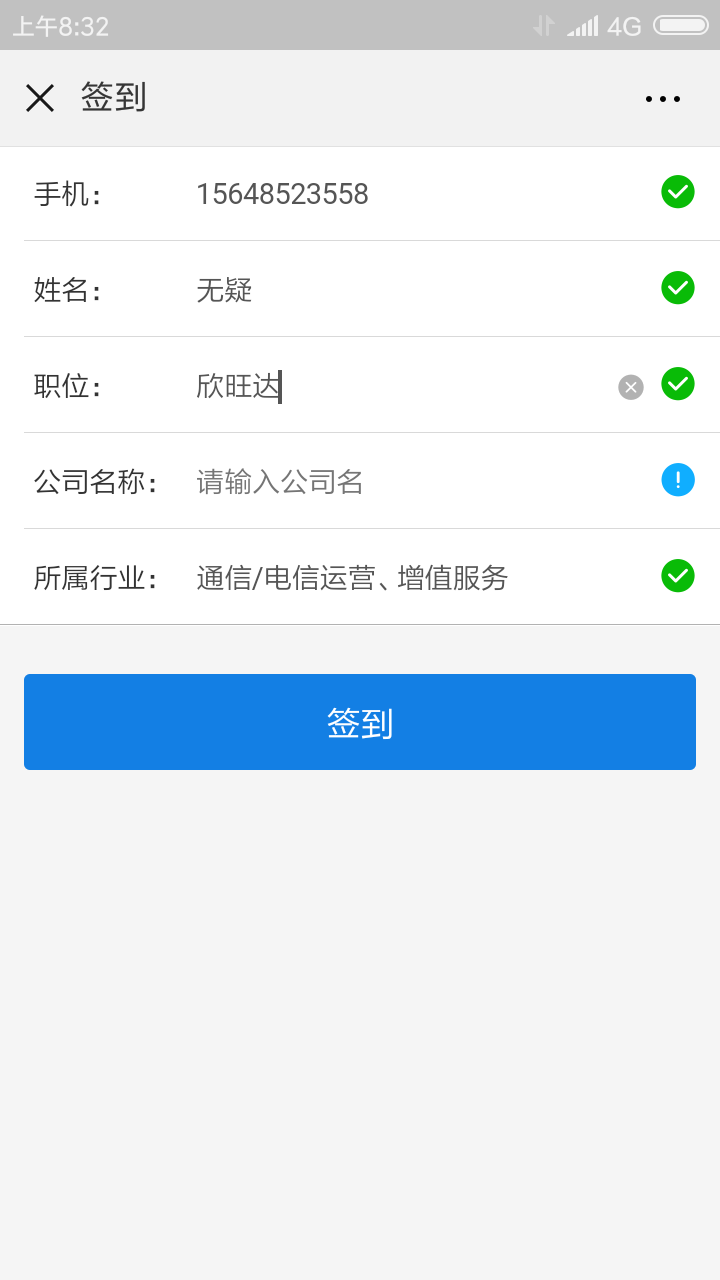 上午8:32 4G
签到
手机： 15648523558
姓名： 无疑
职位： 欣旺达
公司名称： 请输入公司名
所属行业： 通信/电信运营、增值服务
签到